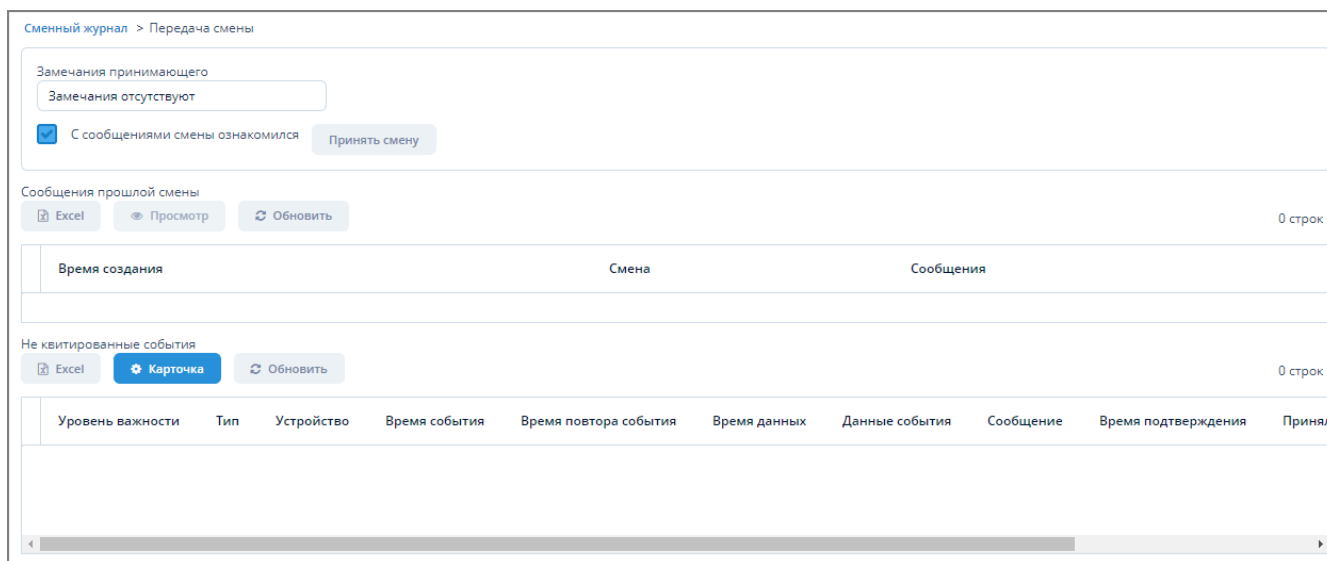 Сменный журнал > Передача смены
Замечания принимающего
Замечания отсутствуют
С сообщениями смены ознакомился Принять смену
Сообщения прошлой смены
Excel Просмотр Обновить 0 строк
Время создания Смена Сообщения
Не квитированные события
Excel Карточка Обновить 0 строк
Уровень важности Тип Устройство Время события Время повтора события Время данных Данные события Сообщение Время подтверждения Принял